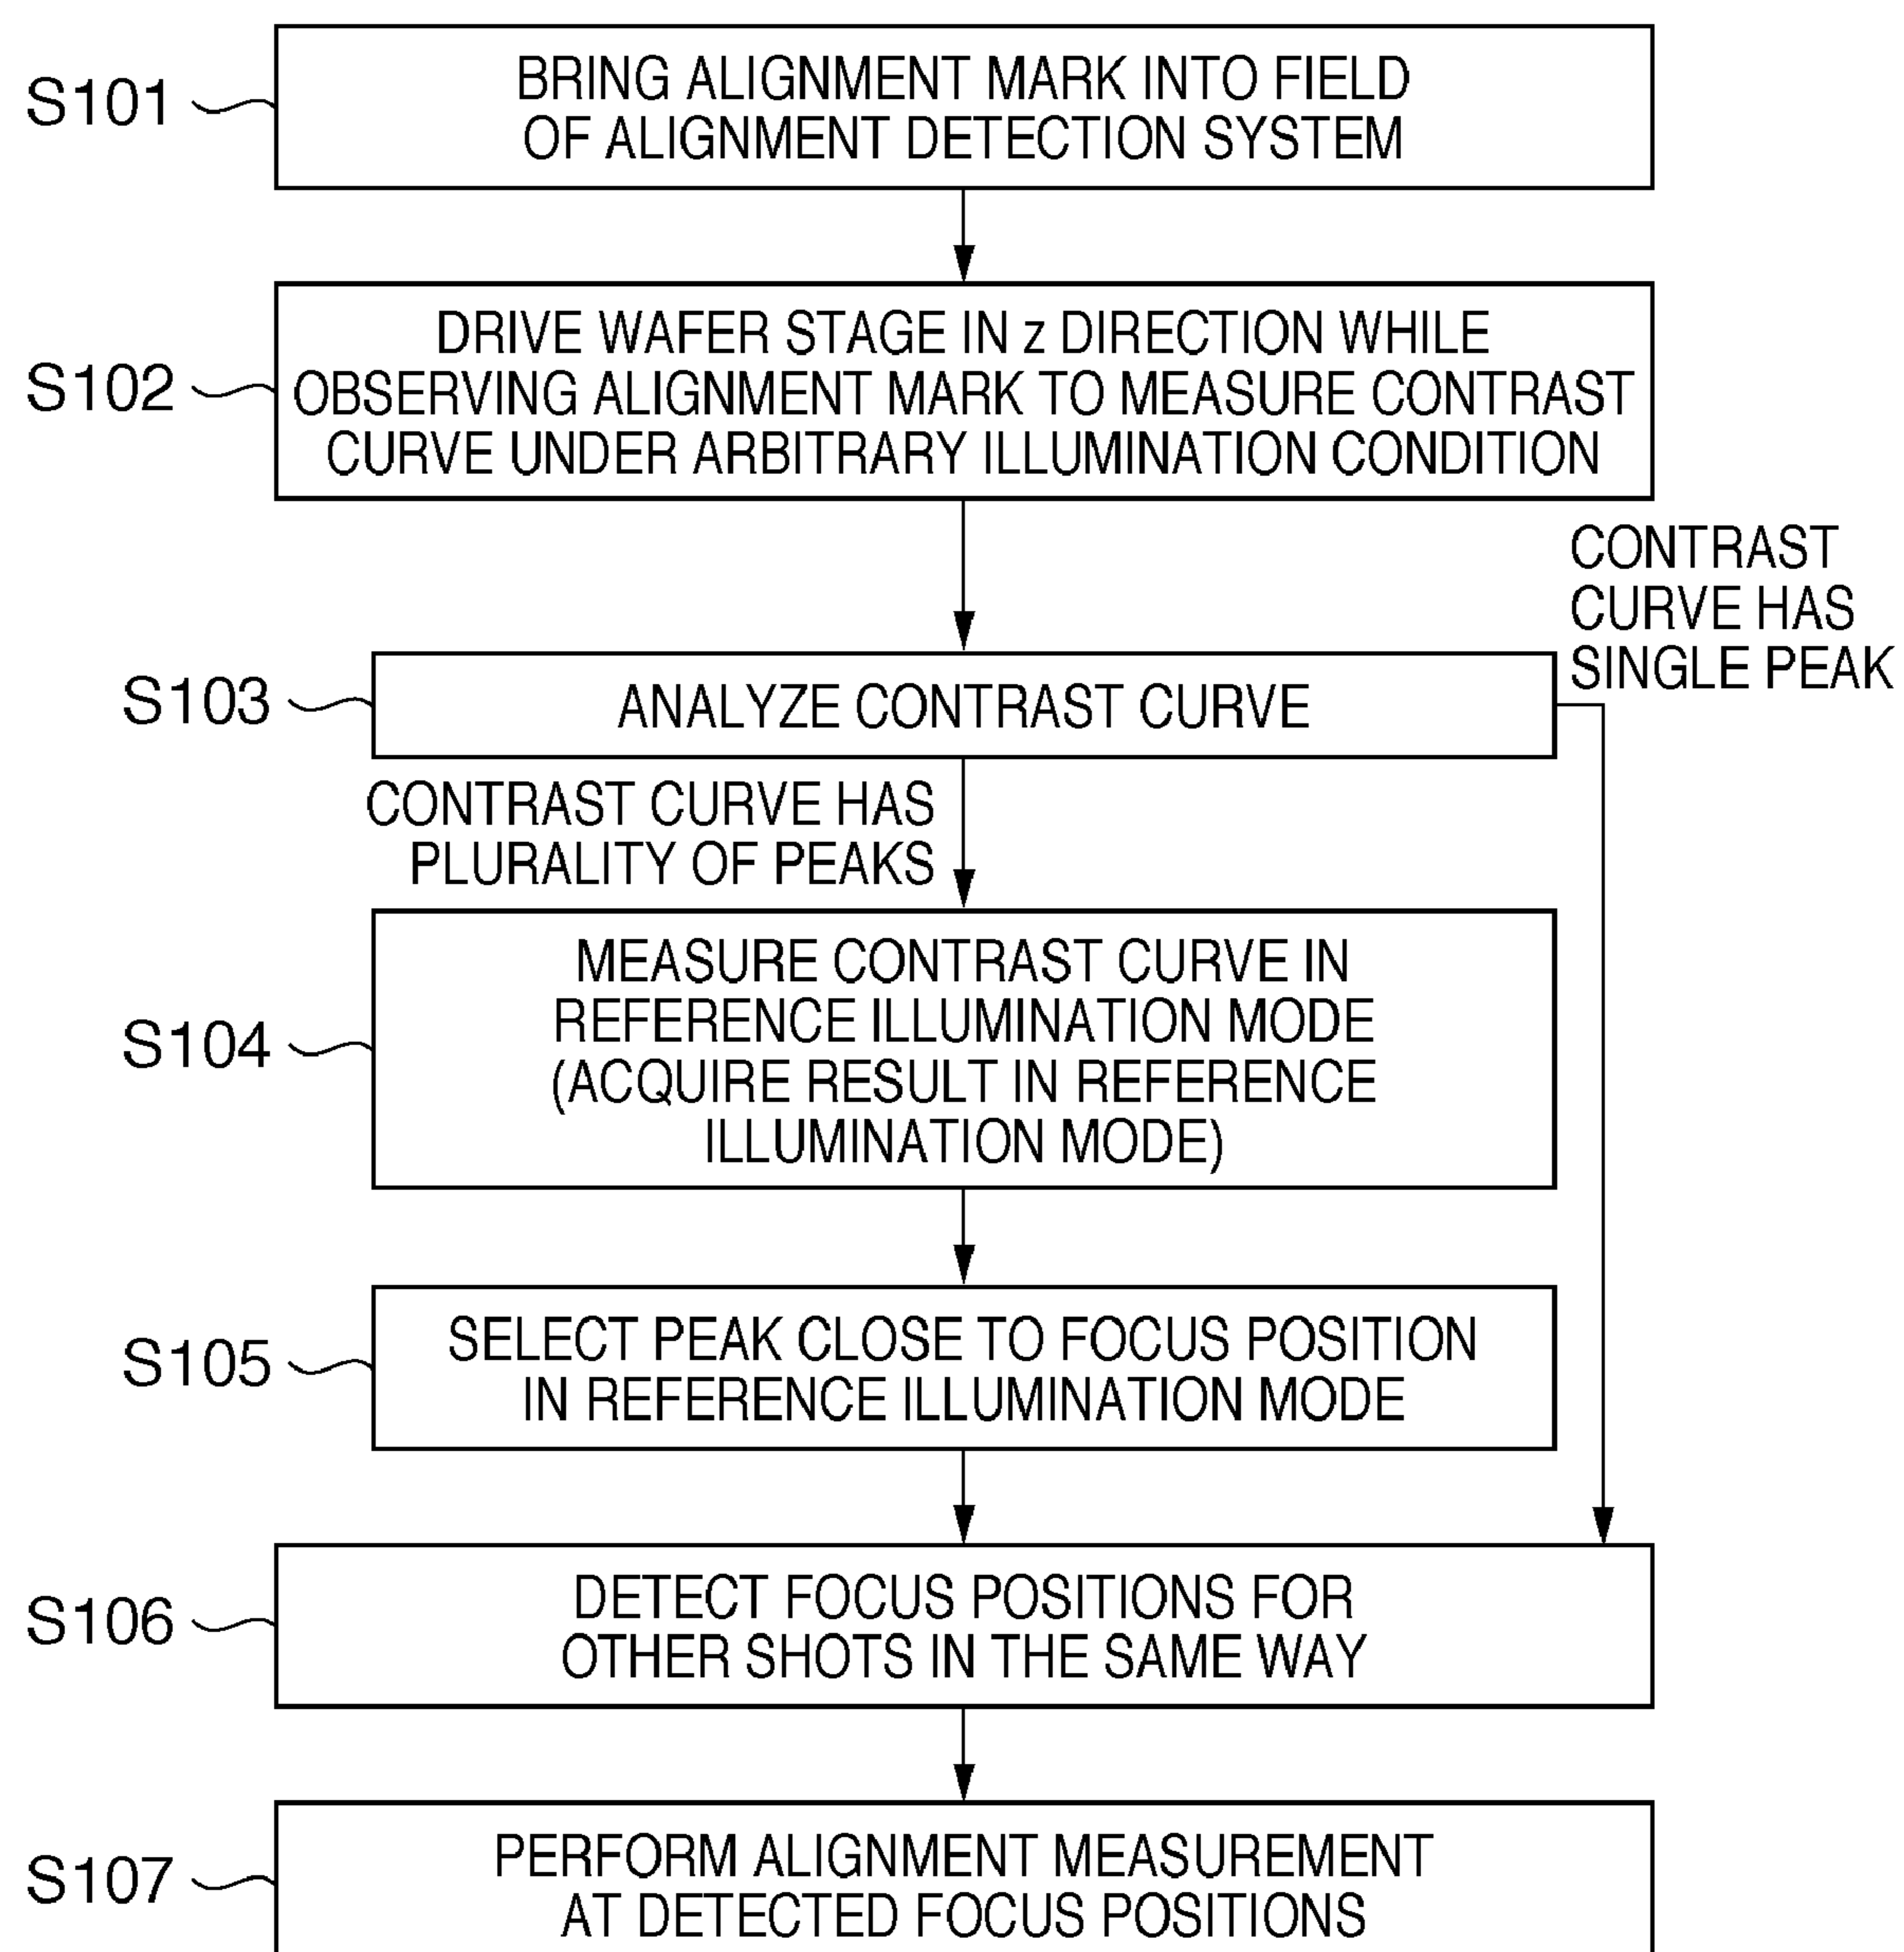 S101
BRING ALIGNMENT MARK INTO FIELD
OF ALIGNMENT DETECTION SYSTEM
S102
DRIVE WAFER STAGE IN z DIRECTION WHILE
OBSERVING ALIGNMENT MARK TO MEASURE CONTRAST
CURVE UNDER ARBITRARY ILLUMINATION CONDITION
CONTRAST
CURVE HAS
SINGLE PEAK
S103
ANALYZE CONTRAST CURVE
CONTRAST CURVE HAS
PLURALITY OF PEAKS
S104
MEASURE CONTRAST CURVE IN
REFERENCE ILLUMINATION MODE
(ACQUIRE RESULT IN REFERENCE
ILLUMINATION MODE)
S105
SELECT PEAK CLOSE TO FOCUS POSITION
IN REFERENCE ILLUMINATION MODE
S106
DETECT FOCUS POSITIONS FOR
OTHER SHOTS IN THE SAME WAY
S107
PERFORM ALIGNMENT MEASUREMENT
AT DETECTED FOCUS POSITIONS